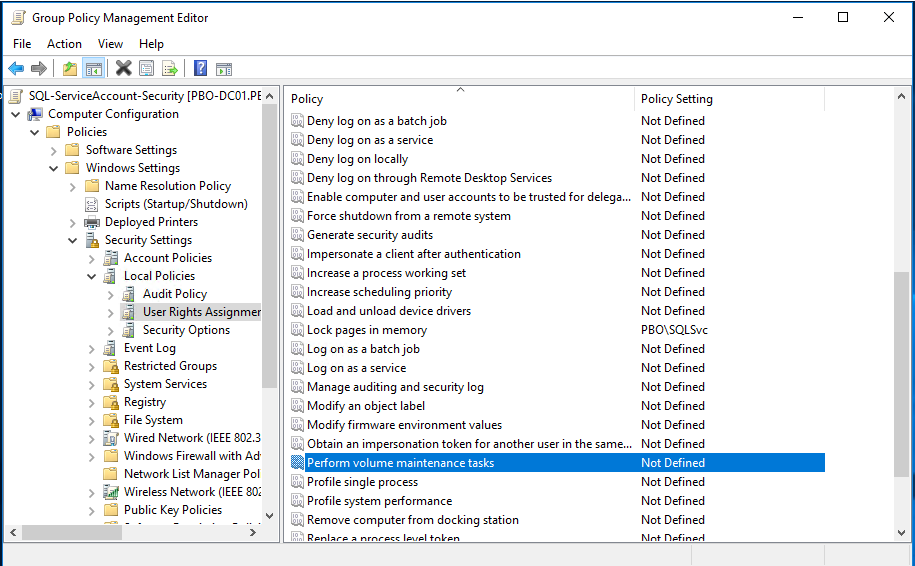 Group Policy Management Editor
File Action View Help
SQL-ServiceAccount-Security [PBO-DC01.PE
Computer Configuration
Policies
Software Settings
Windows Settings
Name Resolution Policy
Scripts (Startup/Shutdown)
Deployed Printers
Security Settings
Account Policies
Local Policies
Audit Policy
User Rights Assignmer
Security Options
Event Log
Restricted Groups
System Services
Registry
File System
Wired Network (IEEE 802.3
Windows Firewall with Adv
Network List Manager Pol
Wireless Network (IEEE 802
Public Key Policies
Policy Policy Setting
Deny log on as a batch job Not Defined
Deny log on as a service Not Defined
Deny log on locally Not Defined
Deny log on through Remote Desktop Services Not Defined
Enable computer and user accounts to be trusted for delega... Not Defined
Force shutdown from a remote system Not Defined
Generate security audits Not Defined
Impersonate a client after authentication Not Defined
Increase a process working set Not Defined
Increase scheduling priority Not Defined
Load and unload device drivers Not Defined
Lock pages in memory PBO\SQLSvc
Log on as a batch job Not Defined
Log on as a service Not Defined
Manage auditing and security log Not Defined
Modify an object label Not Defined
Modify firmware environment values Not Defined
Obtain an impersonation token for another user in the same... Not Defined
Perform volume maintenance tasks Not Defined
Profile single process Not Defined
Profile system performance Not Defined
Remove computer from docking station Not Defined
Replace a process level token Not Defined